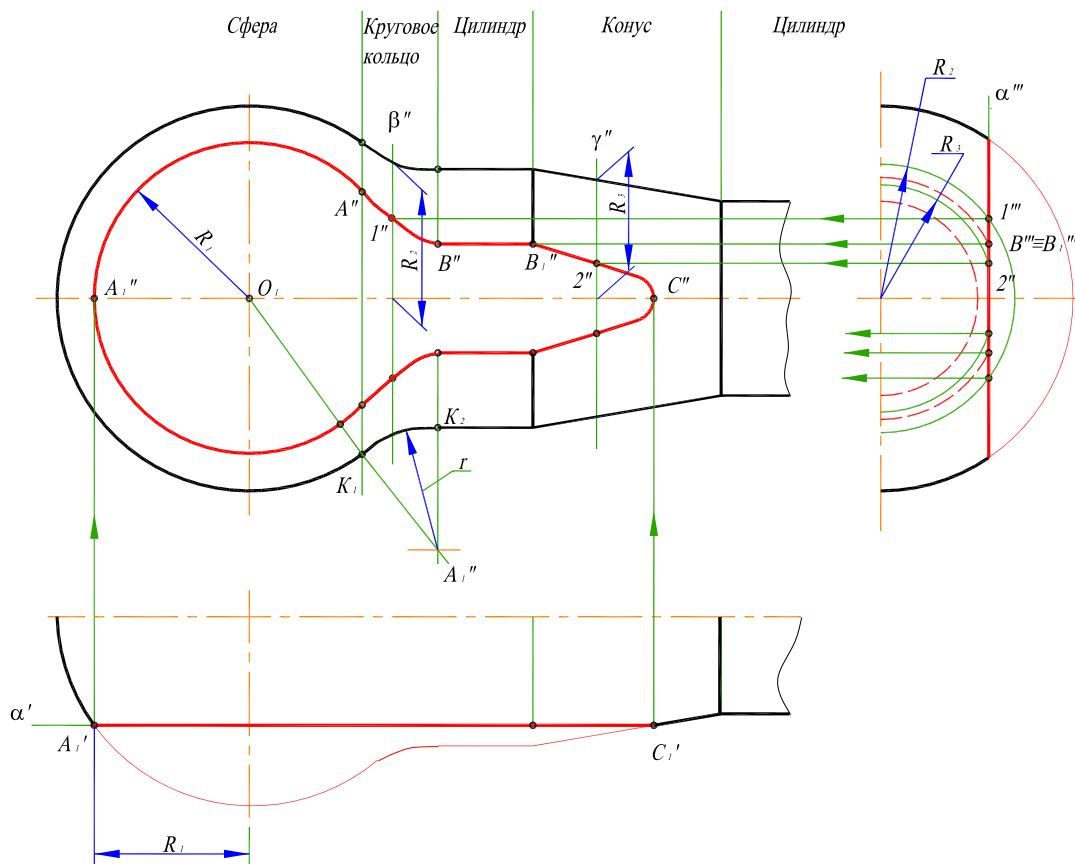 Сфера
Круговое
кольцо
Цилиндр
Конус
Цилиндр
R₂
α'''
β''
γ''
R₃
R₃
A''
1''
1'''
R₁
R₂
B''
B₁''
B'''≡B₁'''
2''
2''
A₁''
O₁
C''
K₂
r
K₁
A₁''
α'
A₁'
C₁'
R₁